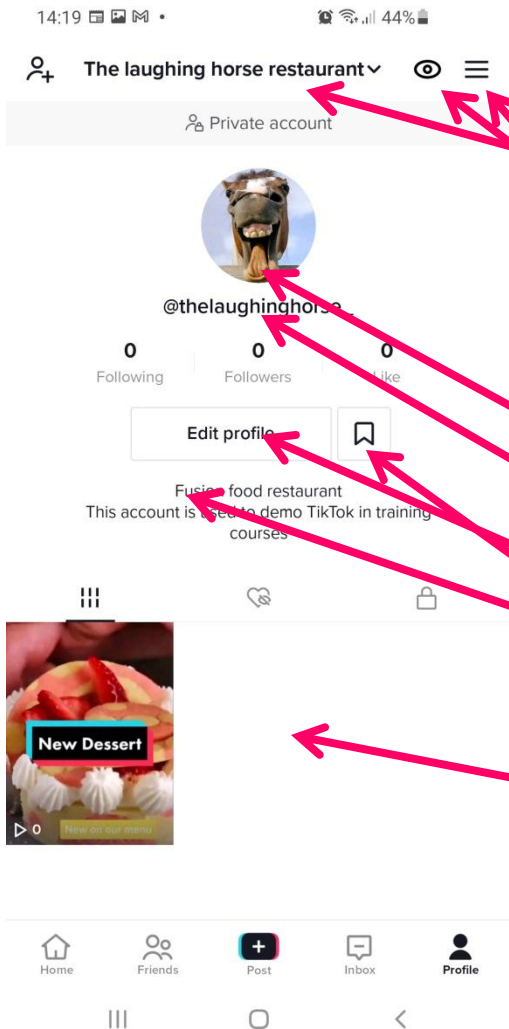 14:19 44%
The laughing horse restaurant
Private account
@thelaughinghorse_
0 0 0
Following Followers Like
Edit profile
Fusion food restaurant
This account is used to demo TikTok in training
courses
New Dessert
0 New on our menu
Home Friends Post Inbox Profile